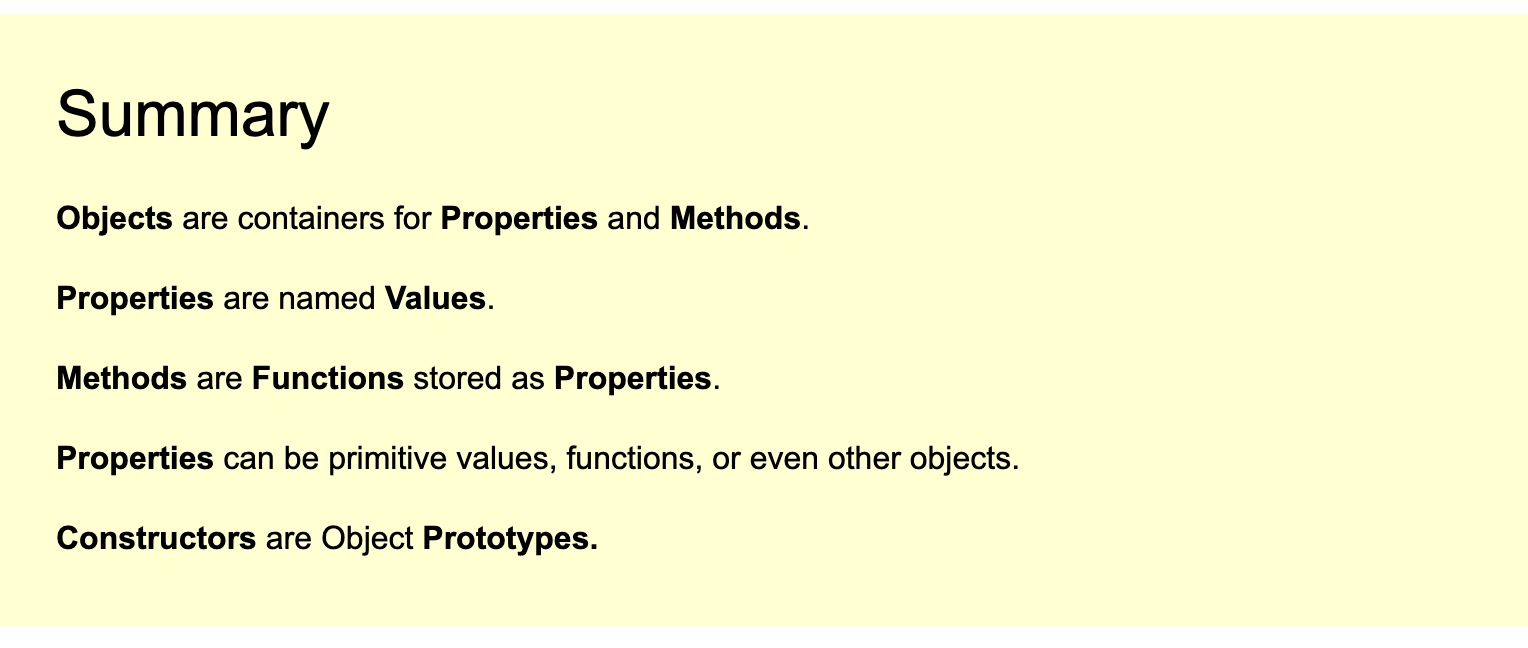 Summary
Objects are containers for Properties and Methods.
Properties are named Values.
Methods are Functions stored as Properties.
Properties can be primitive values, functions, or even other objects.
Constructors are Object Prototypes.